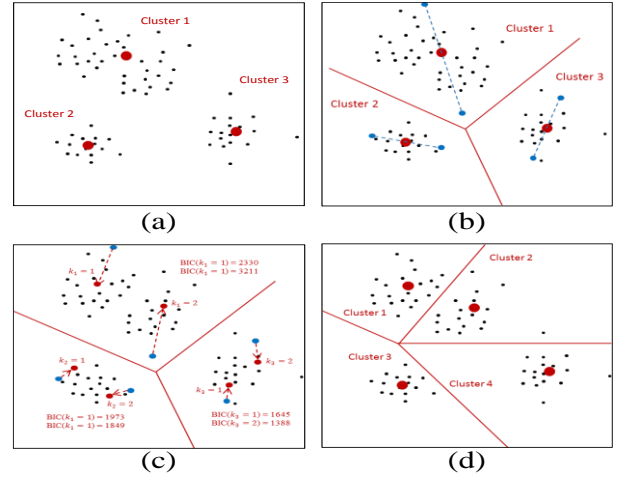 Cluster 1
Cluster 3
Cluster 2
(a)
Cluster 1
Cluster 3
Cluster 2
(b)
BIC(k₁ = 1) = 2330
BIC(k₁ = 1) = 3211
k₁ = 1
k₁ = 2
k₂ = 1
k₃ = 2
k₃ = 1
k₂ = 2
BIC(k₁ = 1) = 1973
BIC(k₁ = 1) = 1849
BIC(k₃ = 1) = 1645
BIC(k₃ = 2) = 1388
(c)
Cluster 2
Cluster 1
Cluster 3
Cluster 4
(d)